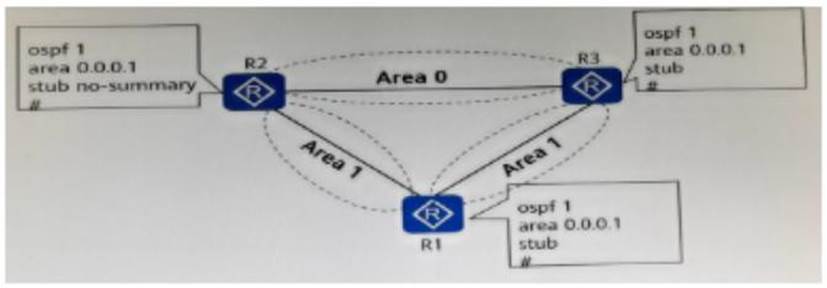 ospf 1
area 0.0.0.1
stub no-summary
#
R2
Area 0
R3
ospf 1
area 0.0.0.1
stub
#
Area 1
Area 1
R1
ospf 1
area 0.0.0.1
stub
#